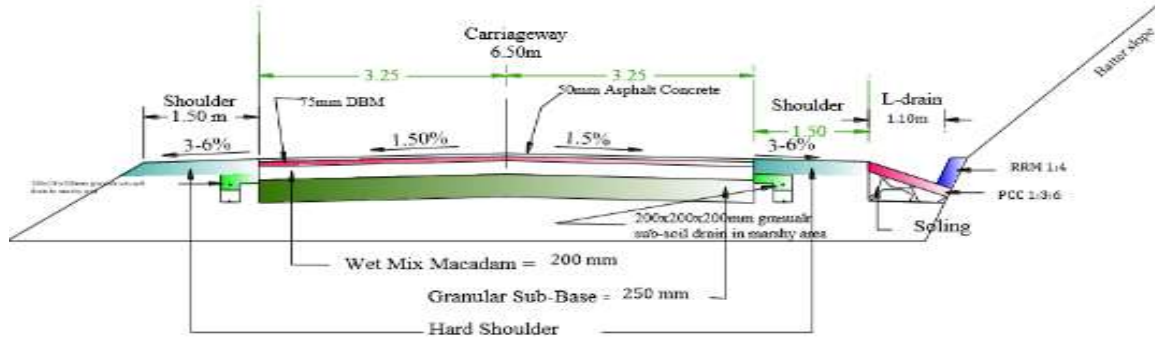 Carriageway
6.50m
3.25
3.25
Batter slope
Shoulder
1.50 m
75mm DBM
50mm Asphalt Concrete
Shoulder
1.50
L-drain
1.10m
3-6%
1.50%
1.5%
3-6%
RRM 1:4
PCC 1:3:6
200x200x200mm granualr
sub-soil drain in marshy area
Soling
Wet Mix Macadam = 200 mm
Granular Sub-Base = 250 mm
Hard Shoulder